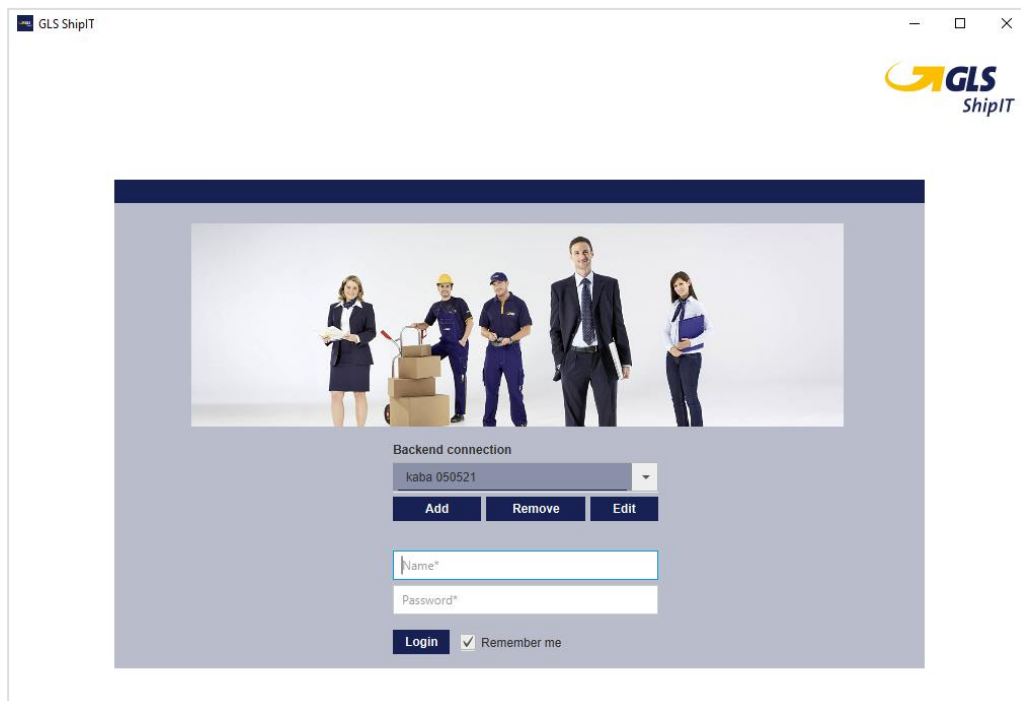 GLS ShipIT
GLS
ShipIT
Backend connection
kaba 050521
Add Remove Edit
Name*
Password*
Login Remember me